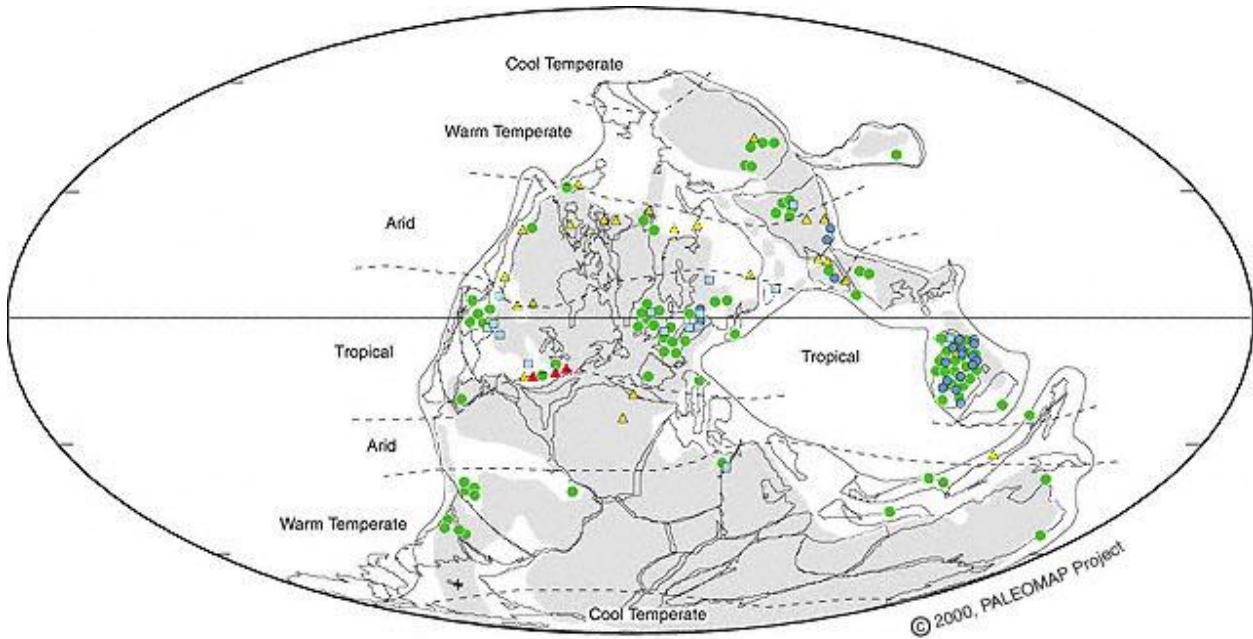 Cool Temperate
Warm Temperate
Arid
Tropical
Tropical
Arid
Warm Temperate
Cool Temperate
© 2000, PALEOMAP Project